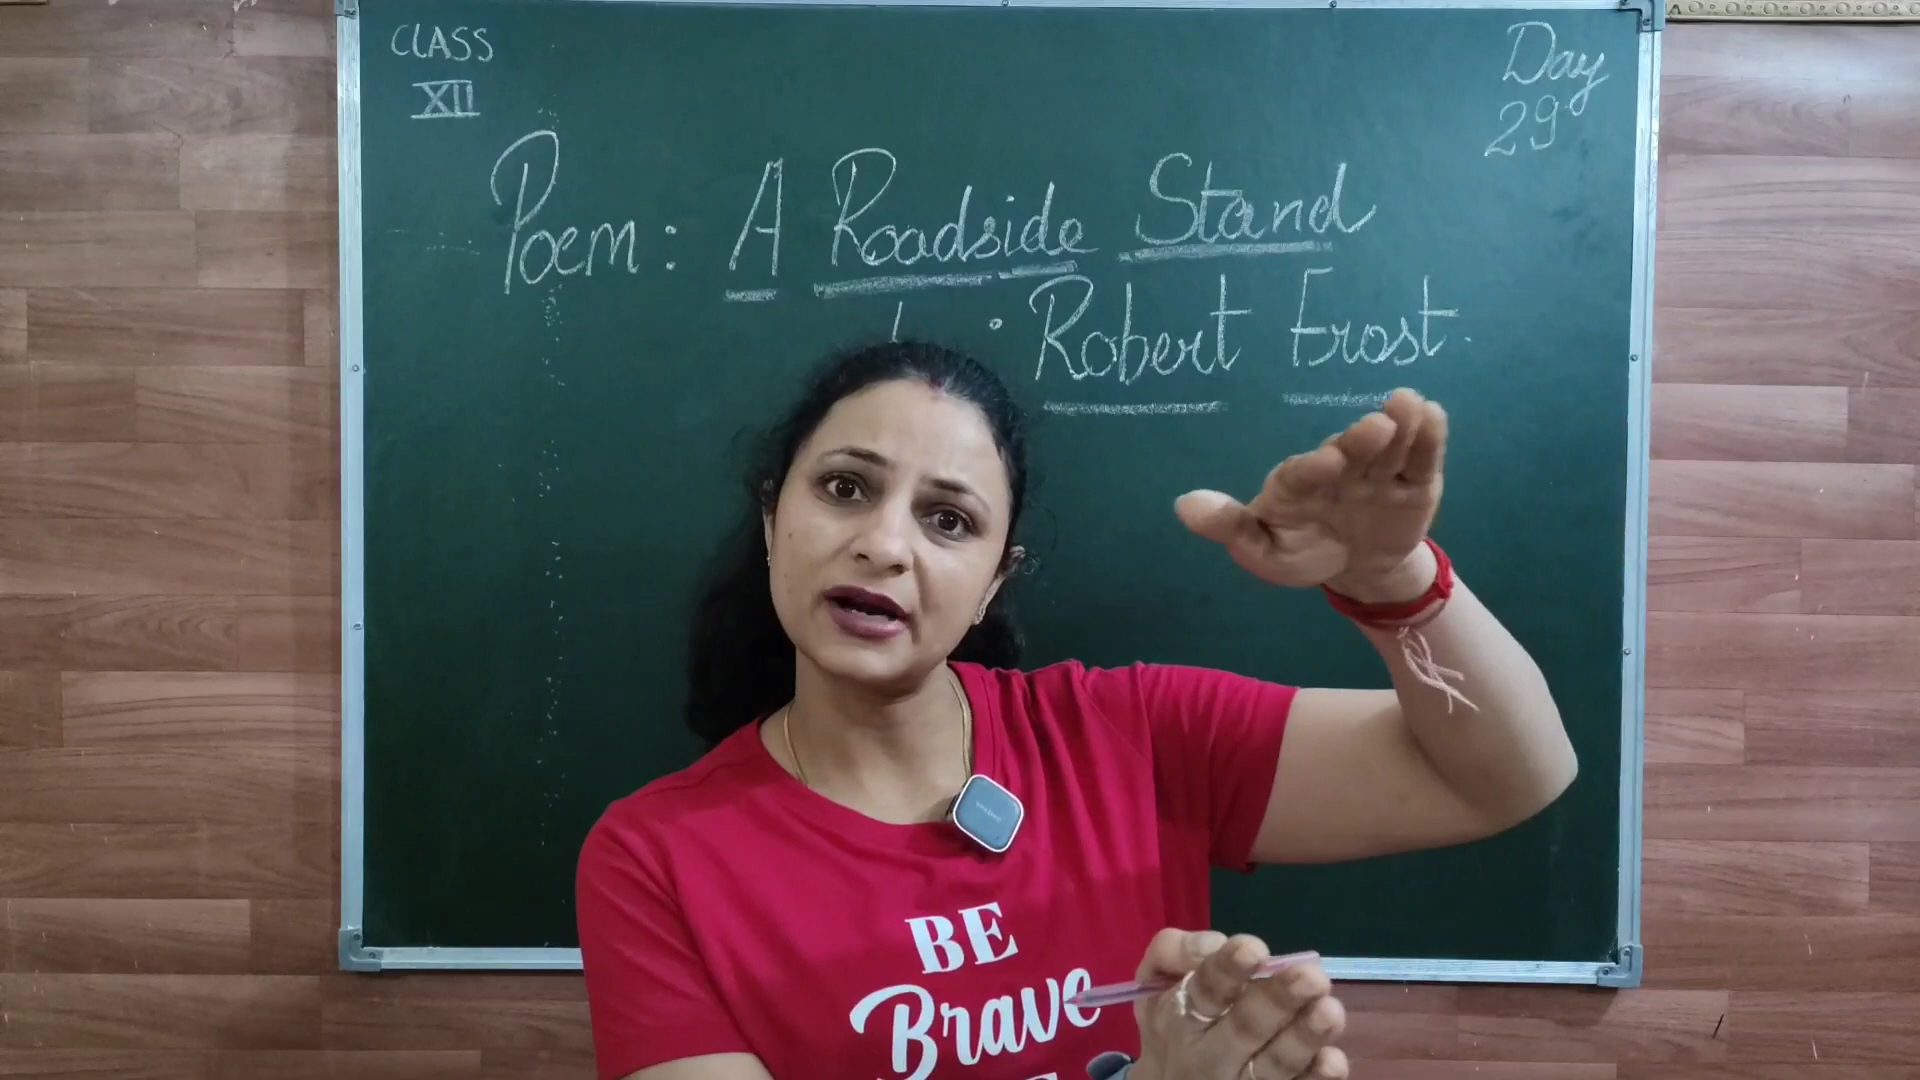 CLASS
XII
Day
29
Poem: A Roadside Stand
: Robert Frost.
BE
Brave